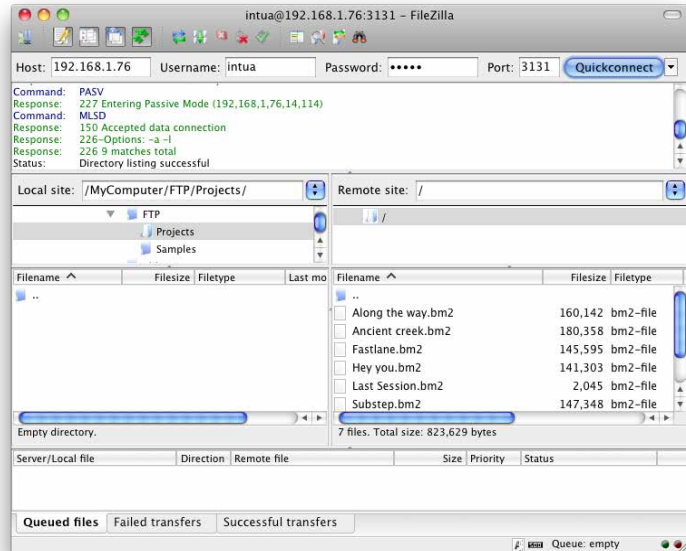 intua@192.168.1.76:3131 - FileZilla
Host: 192.168.1.76 Username: intua Password: ••••• Port: 3131 Quickconnect
Command: PASV
Response: 227 Entering Passive Mode (192,168,1,76,14,114)
Command: MLSD
Response: 150 Accepted data connection
Response: 226-Options: -a -l
Response: 226 9 matches total
Status: Directory listing successful
Local site: /MyComputer/FTP/Projects/
FTP
Projects
Samples
Remote site: /
/
Filename Filesize Filetype Last mo
..
Empty directory.
Filename Filesize Filetype
..
Along the way.bm2 160,142 bm2-file
Ancient creek.bm2 180,358 bm2-file
Fastlane.bm2 145,595 bm2-file
Hey you.bm2 141,303 bm2-file
Last Session.bm2 2,045 bm2-file
Substep.bm2 147,348 bm2-file
7 files. Total size: 823,629 bytes
Server/Local file Direction Remote file Size Priority Status
Queued files Failed transfers Successful transfers
Queue: empty